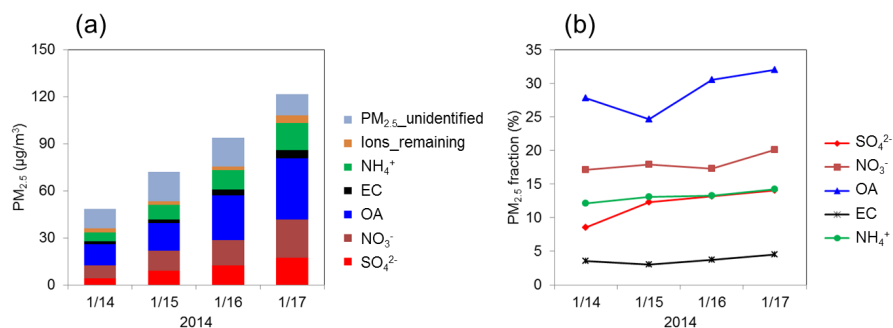 (a)
PM₂.₅ (µg/m³)
150
120
90
60
30
0
1/14 1/15 1/16 1/17
2014
PM₂.₅_unidentified
Ions_remaining
NH₄⁺
EC
OA
NO₃⁻
SO₄²⁻
(b)
PM₂.₅ fraction (%)
35
30
25
20
15
10
5
0
1/14 1/15 1/16 1/17
2014
SO₄²⁻
NO₃⁻
OA
EC
NH₄⁺